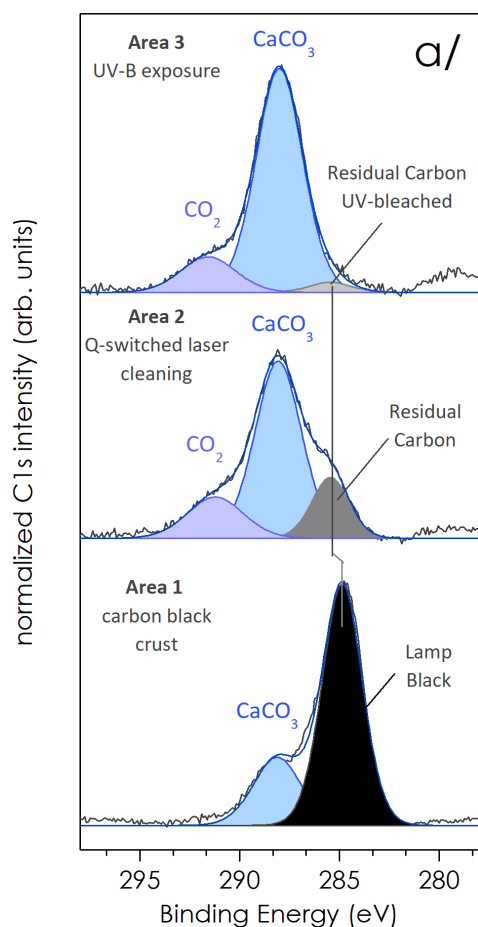 a/
Area 3
UV-B exposure
CaCO3
CO2
Residual Carbon
UV-bleached
Area 2
Q-switched laser
cleaning
CaCO3
CO2
Residual
Carbon
Area 1
carbon black
crust
CaCO3
Lamp
Black
normalized C1s intensity (arb. units)
295 290 285 280
Binding Energy (eV)